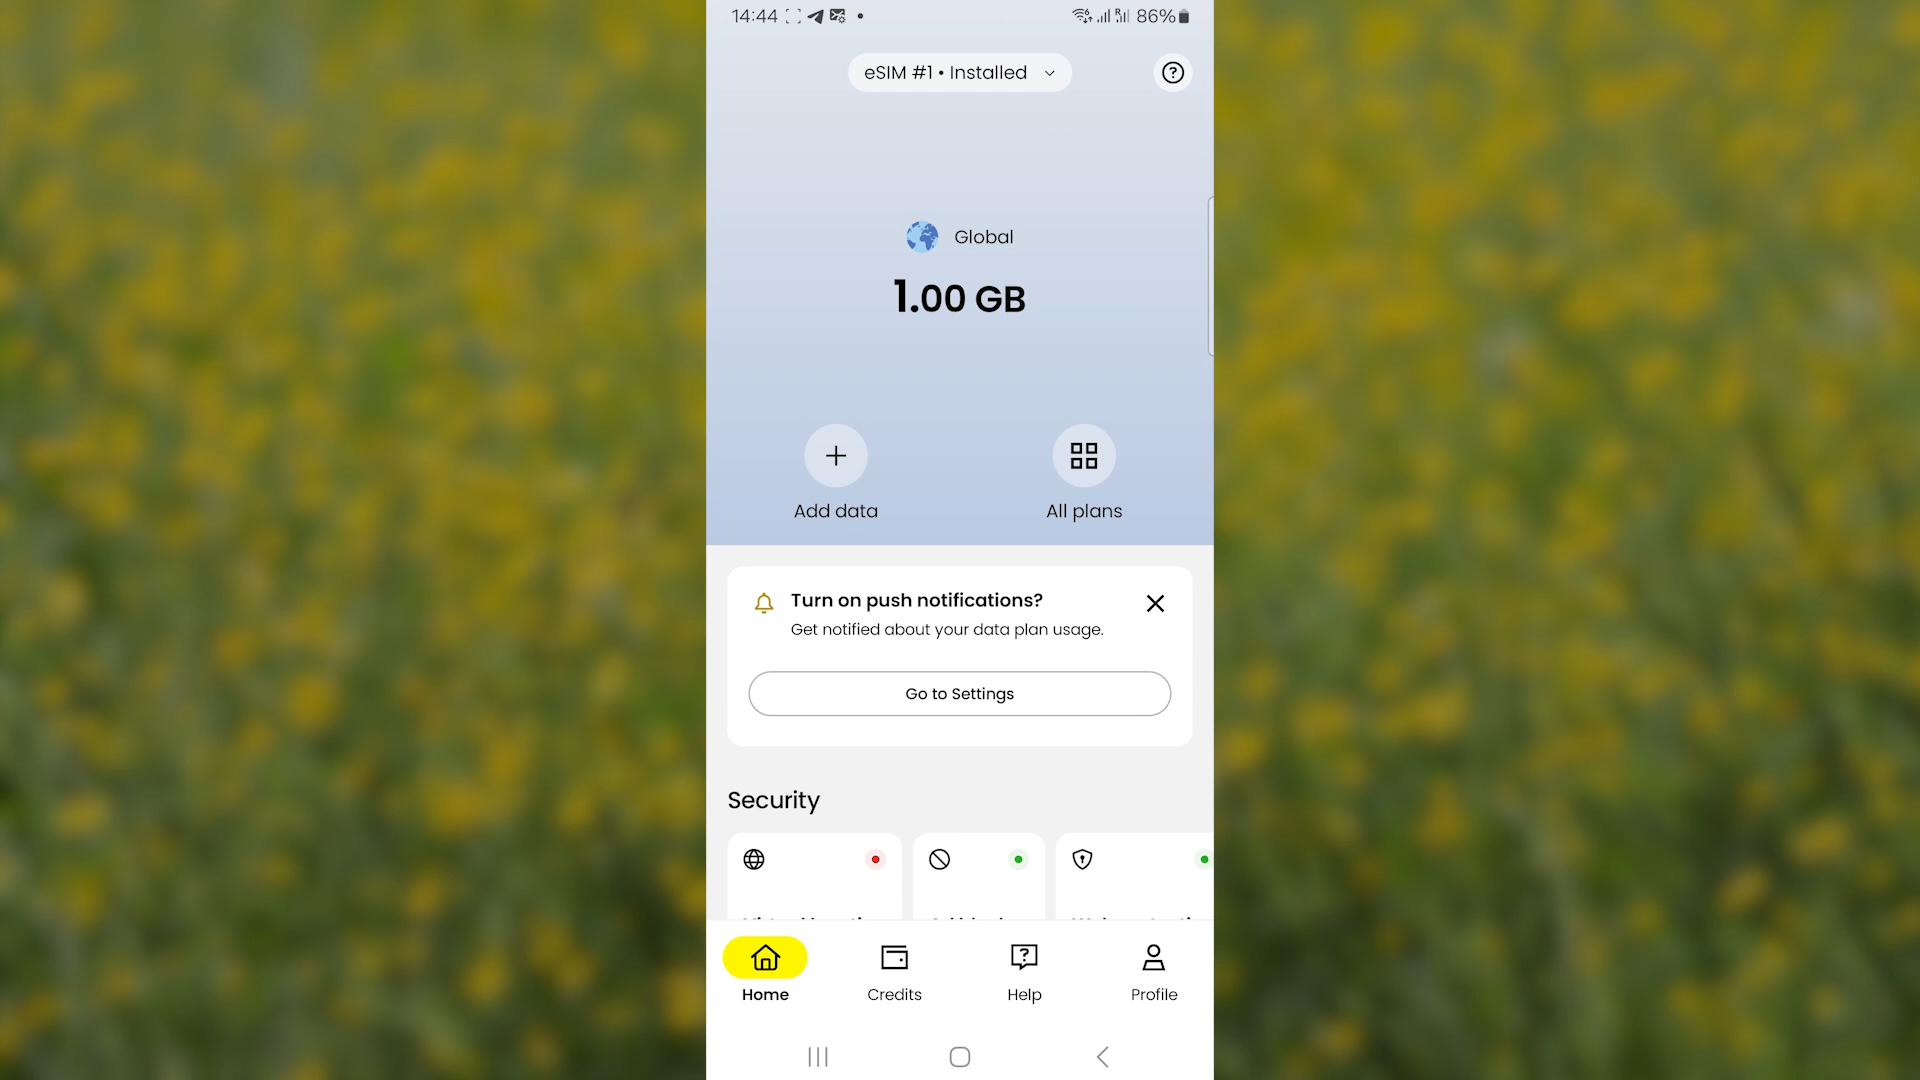 14:44
86%
eSIM #1 • Installed
Global
1.00 GB
Add data
All plans
Turn on push notifications?
Get notified about your data plan usage.
Go to Settings
Security
Home
Credits
Help
Profile